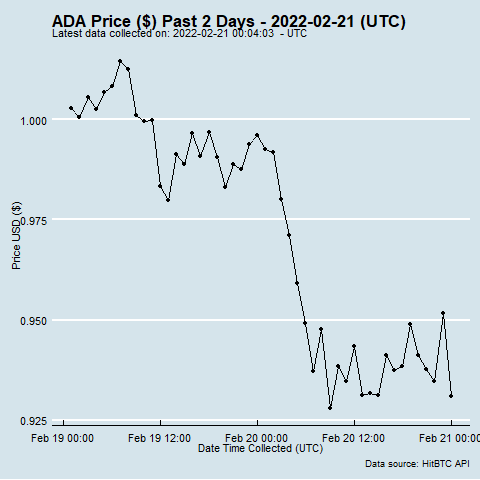 ADA Price ($) Past 2 Days - 2022-02-21 (UTC)
Latest data collected on: 2022-02-21 00:04:03 - UTC
1.000
0.975
0.950
0.925
Price USD ($)
Feb 19 00:00 Feb 19 12:00 Feb 20 00:00 Feb 20 12:00 Feb 21 00:00
Date Time Collected (UTC)
Data source: HitBTC API